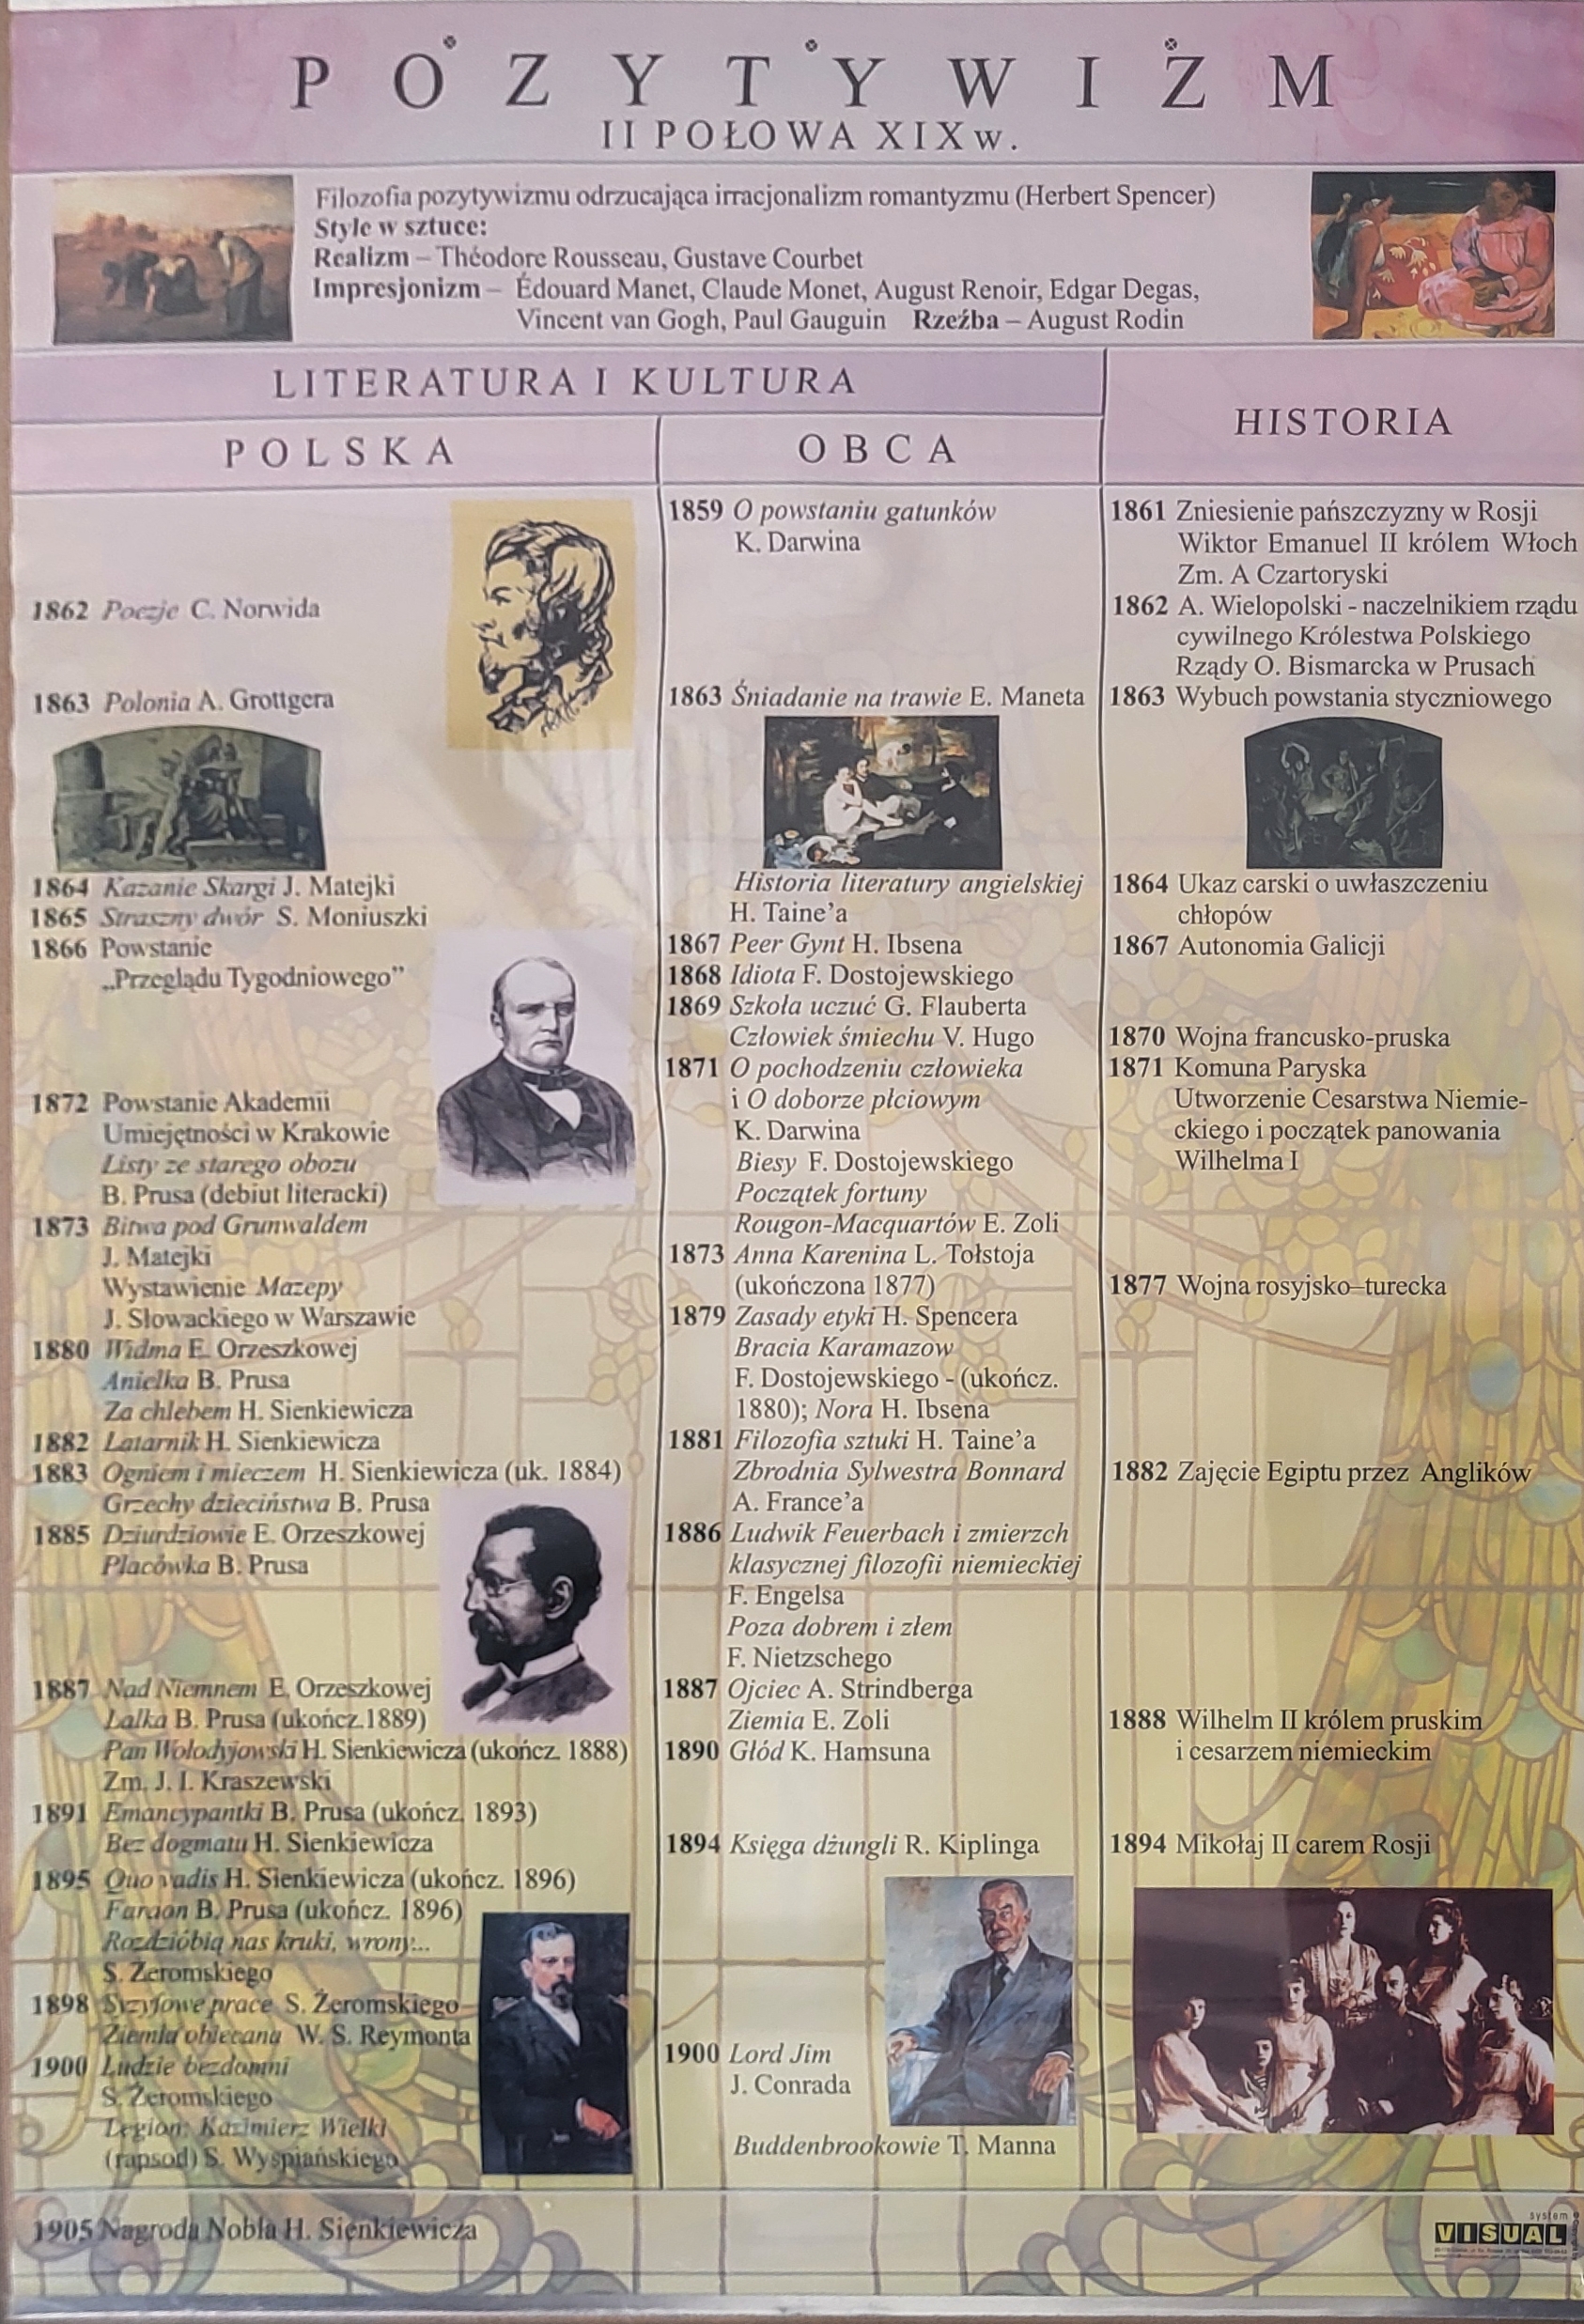 POZYTYWIZM
II POŁOWA XIX w.
Filozofia pozytywizmu odrzucająca irracjonalizm romantyzmu (Herbert Spencer)
Style w sztuce:
Realizm – Théodore Rousseau, Gustave Courbet
Impresjonizm – Édouard Manet, Claude Monet, August Renoir, Edgar Degas,
Vincent van Gogh, Paul Gauguin Rzeźba – August Rodin
LITERATURA I KULTURA
POLSKA
1862 Poezje C. Norwida
1863 Polonia A. Grottgera
1864 Kazanie Skargi J. Matejki
1865 Straszny dwór S. Moniuszki
1866 Powstanie
„Przeglądu Tygodniowego”
1872 Powstanie Akademii
Umiejętności w Krakowie
Listy ze starego obozu
B. Prusa (debiut literacki)
1873 Bitwa pod Grunwaldem
J. Matejki
Wystawienie Mazepy
J. Słowackiego w Warszawie
1880 Widma E. Orzeszkowej
Anielka B. Prusa
Za chlebem H. Sienkiewicza
1882 Latarnik H. Sienkiewicza
1883 Ogniem i mieczem H. Sienkiewicza (uk. 1884)
Grzechy dzieciństwa B. Prusa
1885 Dziurdziowie E. Orzeszkowej
Placówka B. Prusa
1887 Nad Niemnem E. Orzeszkowej
Lalka B. Prusa (ukończ.1889)
Pan Wołodyjowski H. Sienkiewicza (ukończ. 1888)
Zm. J. I. Kraszewski
1891 Emancypantki B. Prusa (ukończ. 1893)
Bez dogmatu H. Sienkiewicza
1895 Quo vadis H. Sienkiewicza (ukończ. 1896)
Faraon B. Prusa (ukończ. 1896)
Rozdzióbią nas kruki, wrony...
S. Żeromskiego
1898 Syzyfowe prace S. Żeromskiego
Ziemia obiecana W. S. Reymonta
1900 Ludzie bezdomni
S. Żeromskiego
Legion; Kazimierz Wielki
(rapsod) S. Wyspiańskiego
1905 Nagroda Nobla H. Sienkiewicza
OBCA
1859 O powstaniu gatunków
K. Darwina
1863 Śniadanie na trawie E. Maneta
Historia literatury angielskiej
H. Taine’a
1867 Peer Gynt H. Ibsena
1868 Idiota F. Dostojewskiego
1869 Szkoła uczuć G. Flauberta
Człowiek śmiechu V. Hugo
1871 O pochodzeniu człowieka
i O doborze płciowym
K. Darwina
Biesy F. Dostojewskiego
Początek fortuny
Rougon-Macquartów E. Zoli
1873 Anna Karenina L. Tołstoja
(ukończona 1877)
1879 Zasady etyki H. Spencera
Bracia Karamazow
F. Dostojewskiego - (ukończ.
1880); Nora H. Ibsena
1881 Filozofia sztuki H. Taine’a
Zbrodnia Sylwestra Bonnard
A. France’a
1886 Ludwik Feuerbach i zmierzch
klasycznej filozofii niemieckiej
F. Engelsa
Poza dobrem i złem
F. Nietzschego
1887 Ojciec A. Strindberga
Ziemia E. Zoli
1890 Głód K. Hamsuna
1894 Księga dżungli R. Kiplinga
1900 Lord Jim
J. Conrada
Buddenbrookowie T. Manna
HISTORIA
1861 Zniesienie pańszczyzny w Rosji
Wiktor Emanuel II królem Włoch
Zm. A Czartoryski
1862 A. Wielopolski - naczelnikiem rządu
cywilnego Królestwa Polskiego
Rządy O. Bismarcka w Prusach
1863 Wybuch powstania styczniowego
1864 Ukaz carski o uwłaszczeniu
chłopów
1867 Autonomia Galicji
1870 Wojna francusko-pruska
1871 Komuna Paryska
Utworzenie Cesarstwa Niemie-
ckiego i początek panowania
Wilhelma I
1877 Wojna rosyjsko–turecka
1882 Zajęcie Egiptu przez Anglików
1888 Wilhelm II królem pruskim
i cesarzem niemieckim
1894 Mikołaj II carem Rosji
system
VISUAL